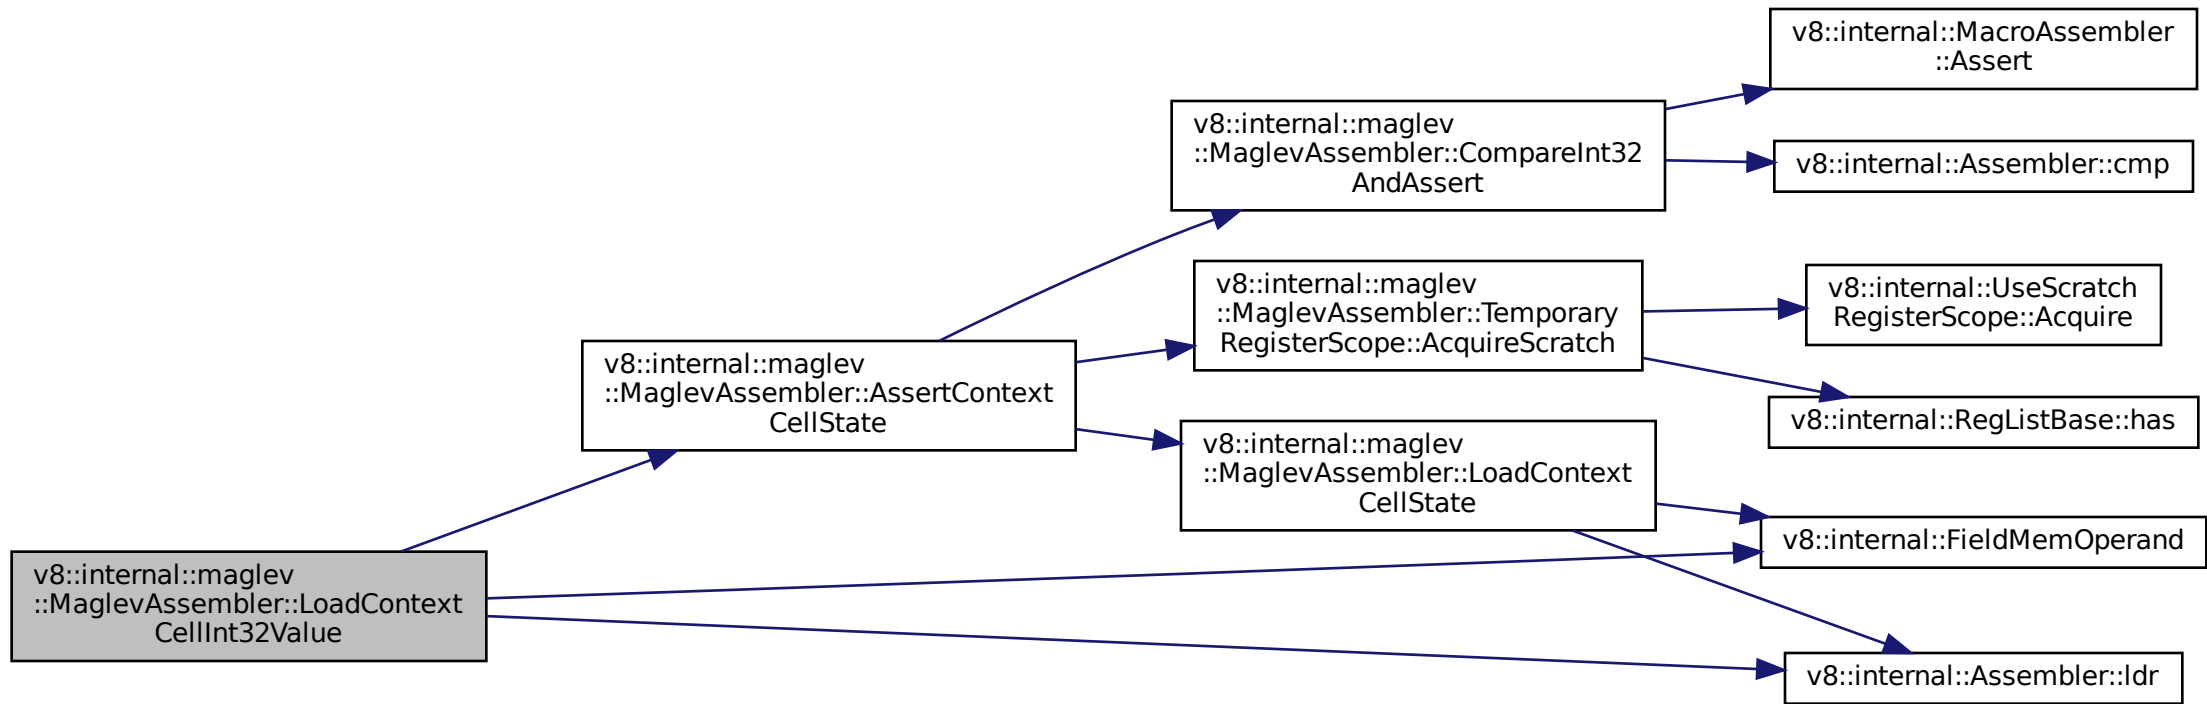 v8::internal::MacroAssembler
::Assert
v8::internal::maglev
::MaglevAssembler::CompareInt32
AndAssert
v8::internal::Assembler::cmp
v8::internal::maglev
::MaglevAssembler::Temporary
RegisterScope::AcquireScratch
v8::internal::UseScratch
RegisterScope::Acquire
v8::internal::maglev
::MaglevAssembler::AssertContext
CellState
v8::internal::RegListBase::has
v8::internal::maglev
::MaglevAssembler::LoadContext
CellState
v8::internal::FieldMemOperand
v8::internal::maglev
::MaglevAssembler::LoadContext
CellInt32Value
v8::internal::Assembler::ldr